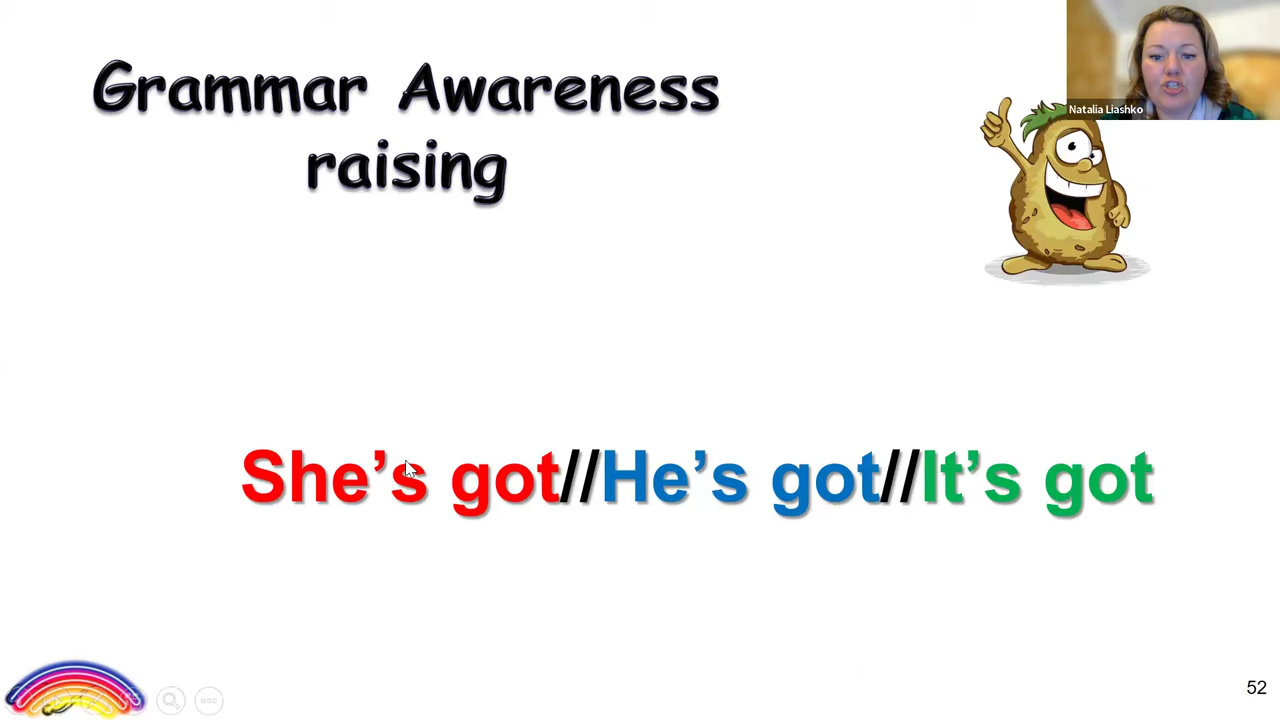 Grammar Awareness
raising
Natalia Liashko
She’s got//He’s got//It’s got
52